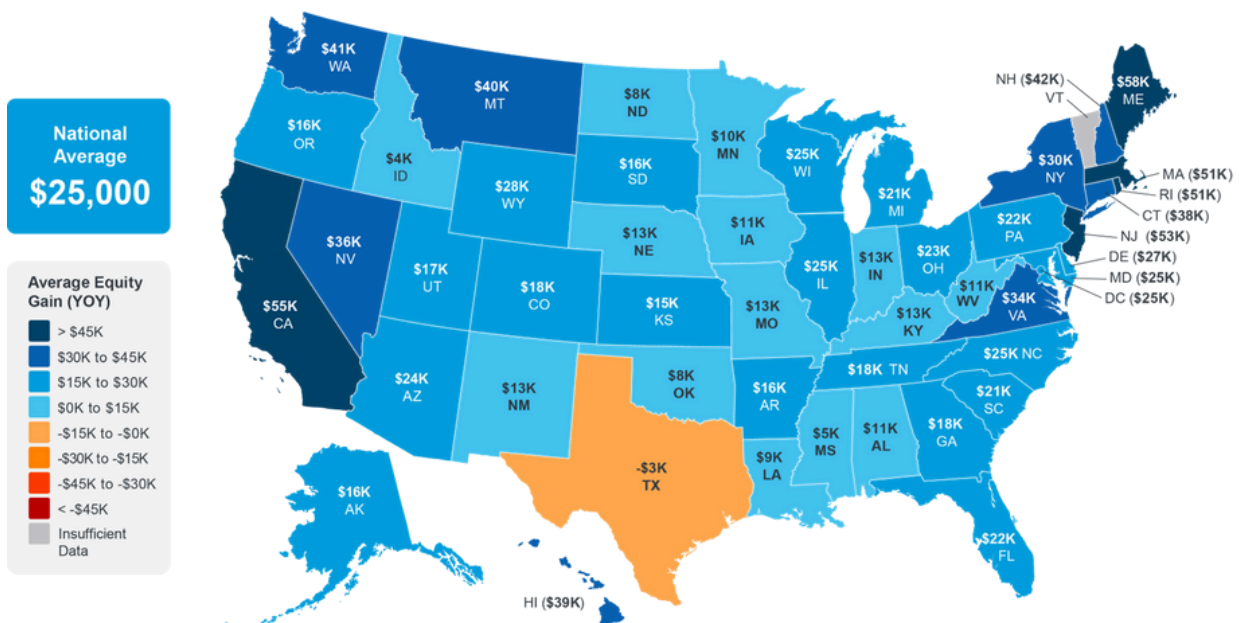 National
Average
$25,000
Average Equity
Gain (YOY)
> $45K
$30K to $45K
$15K to $30K
$0K to $15K
-$15K to -$0K
-$30K to -$15K
-$45K to -$30K
< -$45K
Insufficient
Data
$41K
WA
$16K
OR
$4K
ID
$40K
MT
$28K
WY
$55K
CA
$36K
NV
$17K
UT
$18K
CO
$24K
AZ
$13K
NM
$8K
ND
$16K
SD
$13K
NE
$15K
KS
$8K
OK
-$3K
TX
$10K
MN
$11K
IA
$13K
MO
$16K
AR
$9K
LA
$25K
WI
$25K
IL
$21K
MI
$13K
IN
$23K
OH
$13K
KY
$18K TN
$5K
MS
$11K
AL
$18K
GA
$22K
FL
$21K
SC
$25K NC
$34K
VA
$11K
WV
$22K
PA
$30K
NY
NH ($42K)
VT
$58K
ME
MA ($51K)
RI ($51K)
CT ($38K)
NJ ($53K)
DE ($27K)
MD ($25K)
DC ($25K)
$16K
AK
HI ($39K)